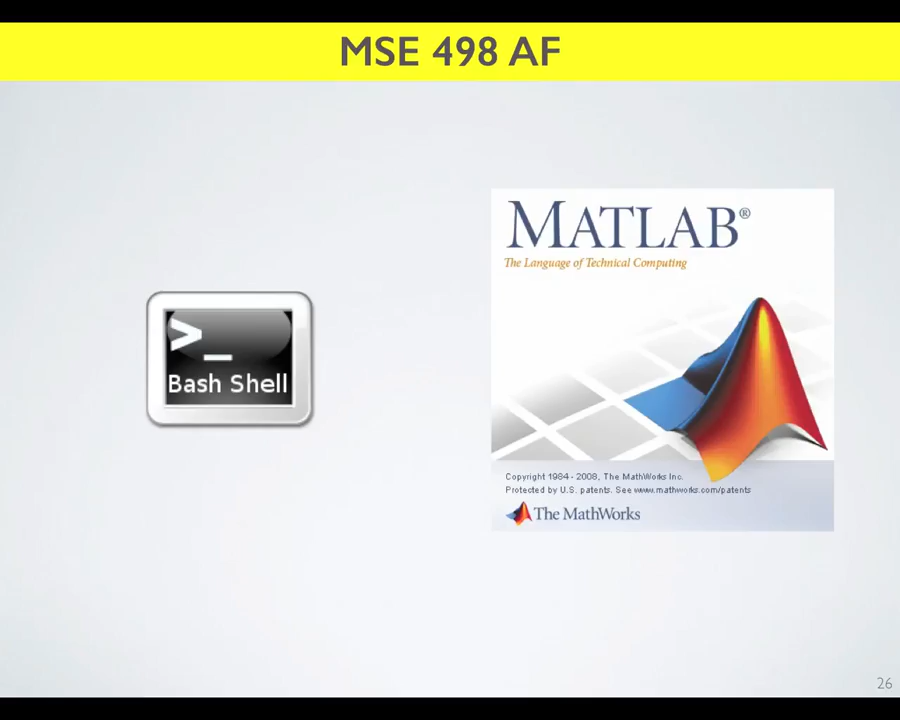 MSE 498 AF
>_
Bash Shell
MATLAB®
The Language of Technical Computing
Copyright 1984 - 2008, The MathWorks Inc.
Protected by U.S. patents. See www.mathworks.com/patents
The MathWorks
26